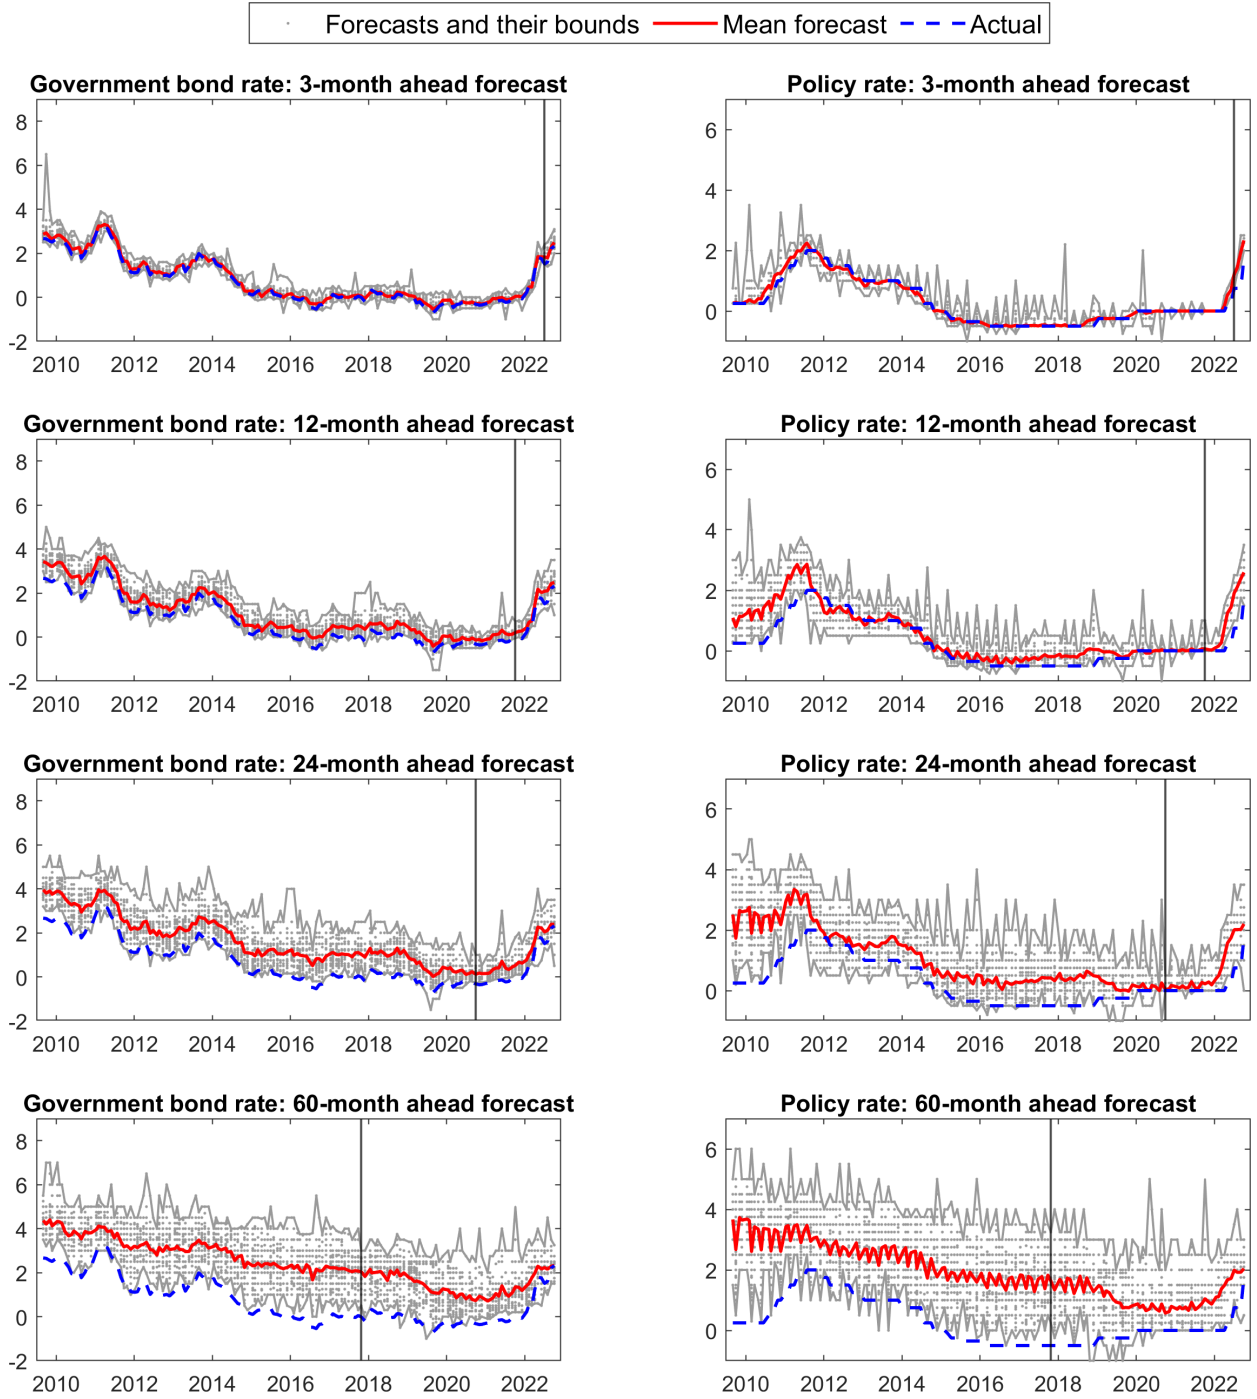 Forecasts and their bounds Mean forecast Actual
Government bond rate: 3-month ahead forecast
8
6
4
2
0
-2
2010 2012 2014 2016 2018 2020 2022
Policy rate: 3-month ahead forecast
6
4
2
0
2010 2012 2014 2016 2018 2020 2022
Government bond rate: 12-month ahead forecast
8
6
4
2
0
-2
2010 2012 2014 2016 2018 2020 2022
Policy rate: 12-month ahead forecast
6
4
2
0
2010 2012 2014 2016 2018 2020 2022
Government bond rate: 24-month ahead forecast
8
6
4
2
0
-2
2010 2012 2014 2016 2018 2020 2022
Policy rate: 24-month ahead forecast
6
4
2
0
2010 2012 2014 2016 2018 2020 2022
Government bond rate: 60-month ahead forecast
8
6
4
2
0
-2
2010 2012 2014 2016 2018 2020 2022
Policy rate: 60-month ahead forecast
6
4
2
0
2010 2012 2014 2016 2018 2020 2022